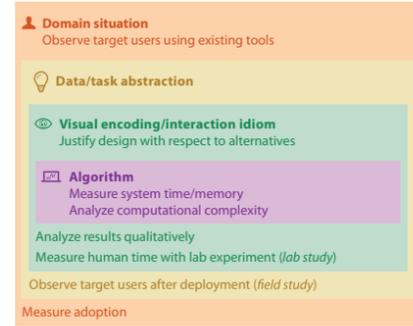 Domain situation
Observe target users using existing tools
Data/task abstraction
Visual encoding/interaction idiom
Justify design with respect to alternatives
Algorithm
Measure system time/memory
Analyze computational complexity
Analyze results qualitatively
Measure human time with lab experiment (lab study)
Observe target users after deployment (field study)
Measure adoption